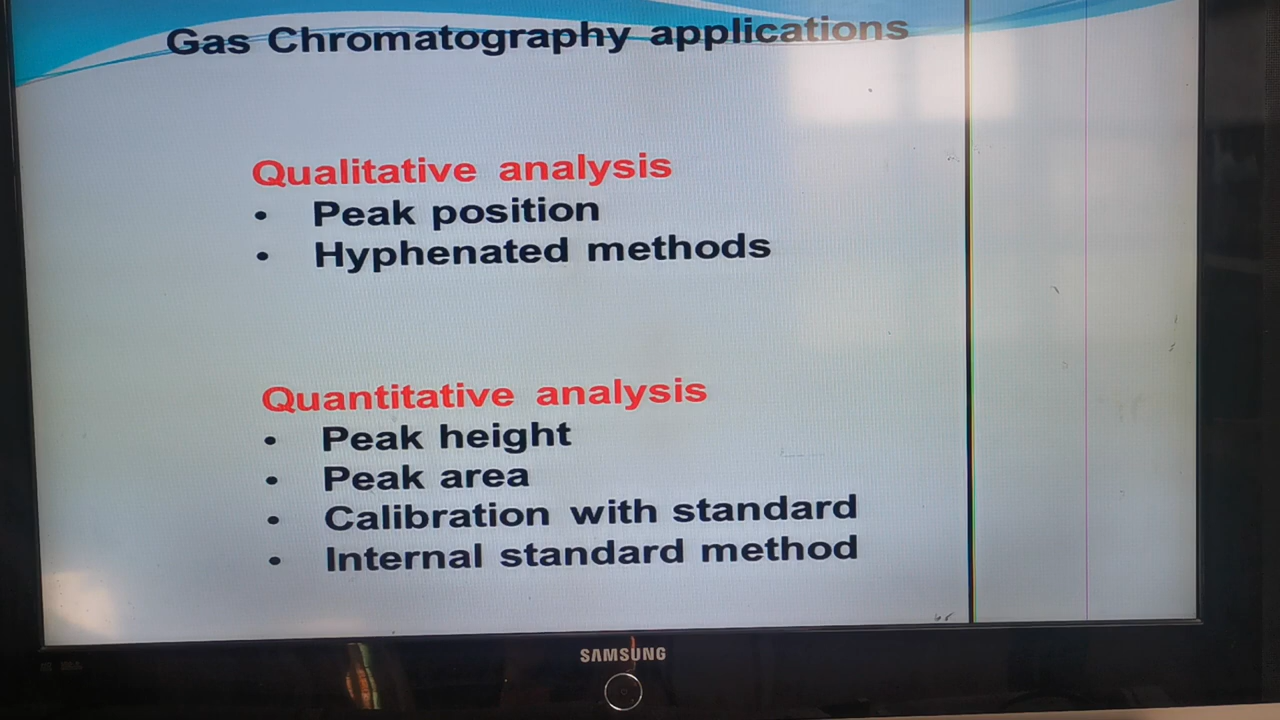 Gas Chromatography applications
Qualitative analysis
• Peak position
• Hyphenated methods
Quantitative analysis
• Peak height
• Peak area
• Calibration with standard
• Internal standard method
SAMSUNG